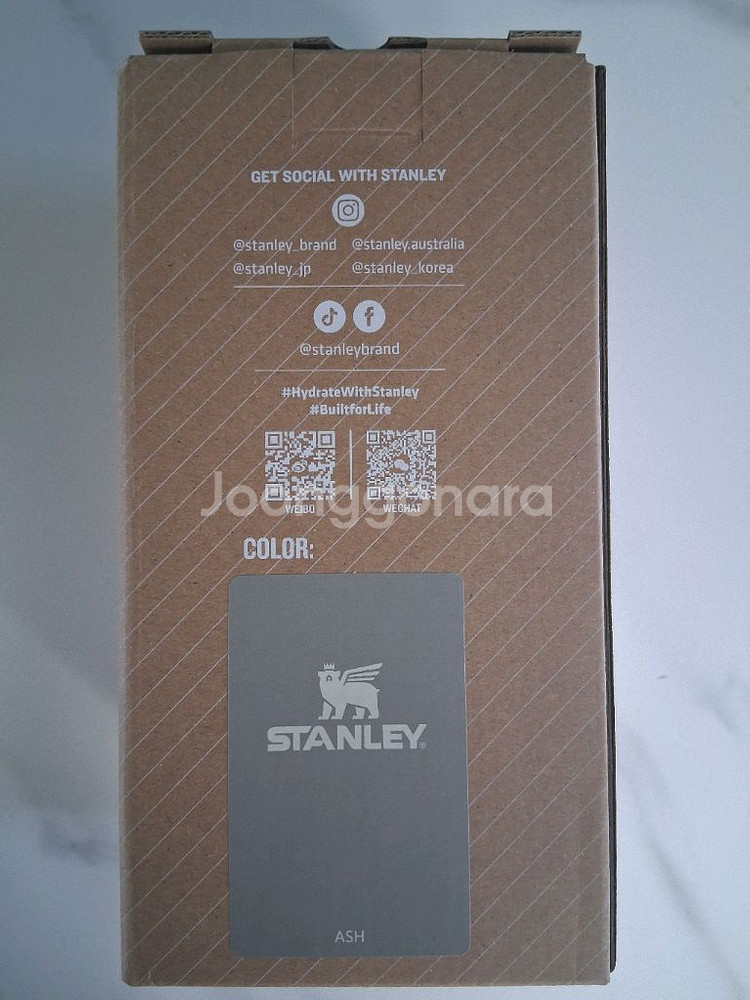 GET SOCIAL WITH STANLEY
@stanley_brand @stanley.australia
@stanley_jp @stanley_korea
@stanleybrand
#HydrateWithStanley
#BuiltforLife
Joonggonara
WEIBO WECHAT
COLOR:
STANLEY®
ASH